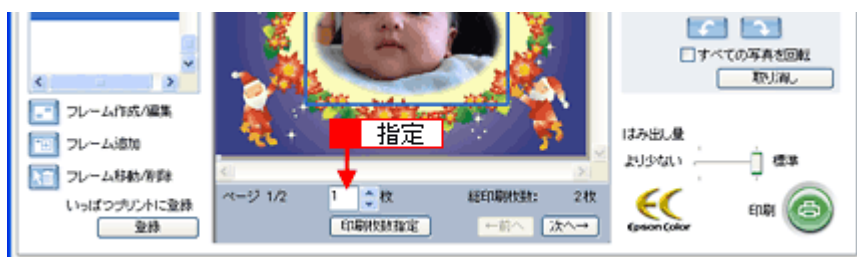 すべての写真を回転
取り消し
フレーム作成/編集
フレーム追加
フレーム移動/削除
いっぱつプリントに登録
登録
指定
ページ 1/2
1 枚
総印刷枚数: 2枚
印刷枚数指定
←前へ
次へ→
はみ出し量
より少ない
標準
Epson Color
印刷